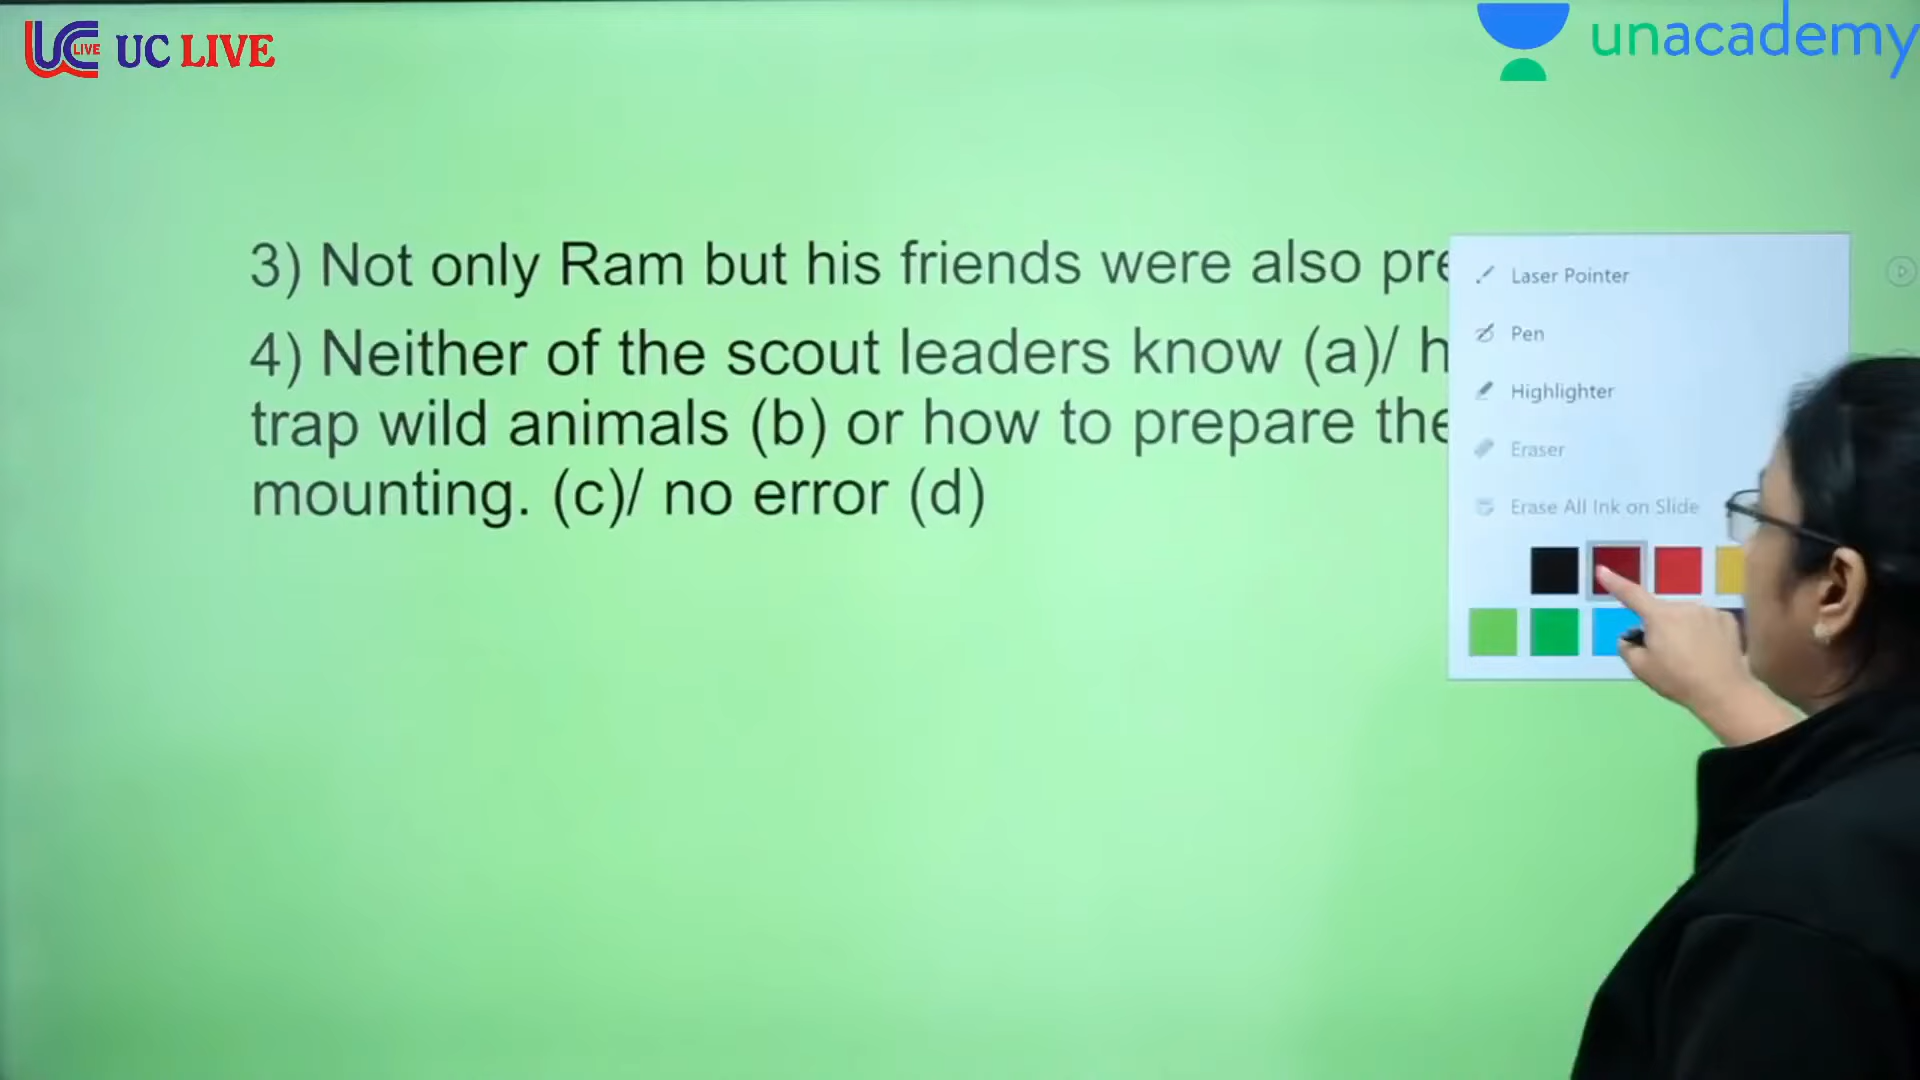 LIVE UC LIVE
unacademy
3) Not only Ram but his friends were also
4) Neither of the scout leaders know (a)/
trap wild animals (b) or how to prepare
mounting. (c)/ no error (d)
Laser Pointer
Pen
Highlighter
Eraser
Erase All Ink on Slide